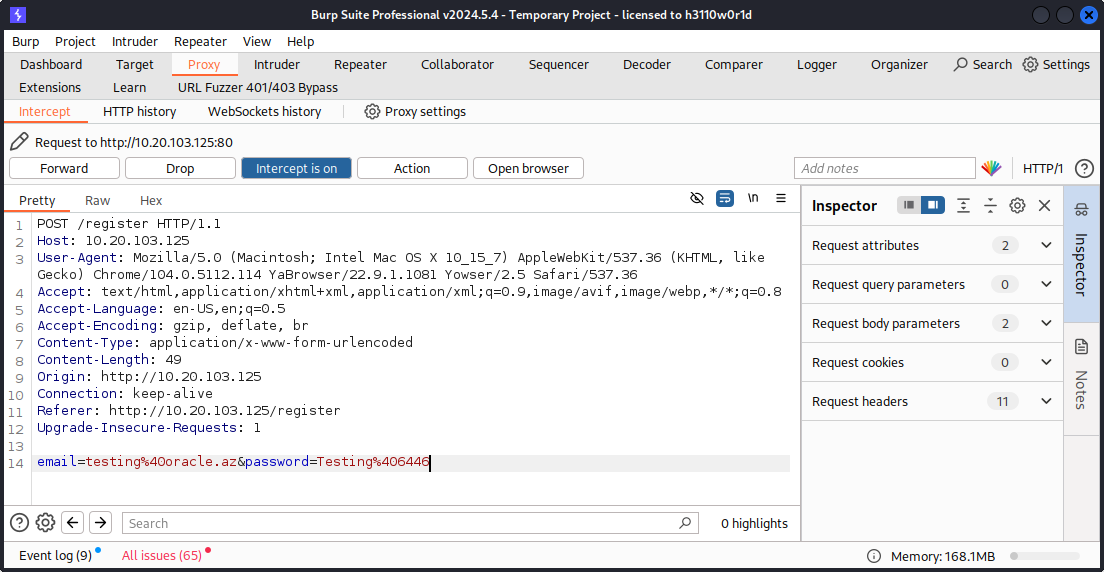 Burp Suite Professional v2024.5.4 - Temporary Project - licensed to h3110w0r1d
Burp Project Intruder Repeater View Help
Dashboard Target Proxy Intruder Repeater Collaborator Sequencer Decoder Comparer Logger Organizer Search Settings
Extensions Learn URL Fuzzer 401/403 Bypass
Intercept HTTP history WebSockets history Proxy settings
Request to http://10.20.103.125:80
Forward Drop Intercept is on Action Open browser Add notes HTTP/1 ?
Pretty Raw Hex \n
1 POST /register HTTP/1.1
2 Host: 10.20.103.125
3 User-Agent: Mozilla/5.0 (Macintosh; Intel Mac OS X 10_15_7) AppleWebKit/537.36 (KHTML, like
Gecko) Chrome/104.0.5112.114 YaBrowser/22.9.1.1081 Yowser/2.5 Safari/537.36
4 Accept: text/html,application/xhtml+xml,application/xml;q=0.9,image/avif,image/webp,*/*;q=0.8
5 Accept-Language: en-US,en;q=0.5
6 Accept-Encoding: gzip, deflate, br
7 Content-Type: application/x-www-form-urlencoded
8 Content-Length: 49
9 Origin: http://10.20.103.125
10 Connection: keep-alive
11 Referer: http://10.20.103.125/register
12 Upgrade-Insecure-Requests: 1
13
14 email=testing%40oracle.az&password=Testing%406446
? Search 0 highlights
Inspector
Request attributes 2
Request query parameters 0
Request body parameters 2
Request cookies 0
Request headers 11
Inspector
Notes
Event log (9) All issues (65) Memory: 168.1MB